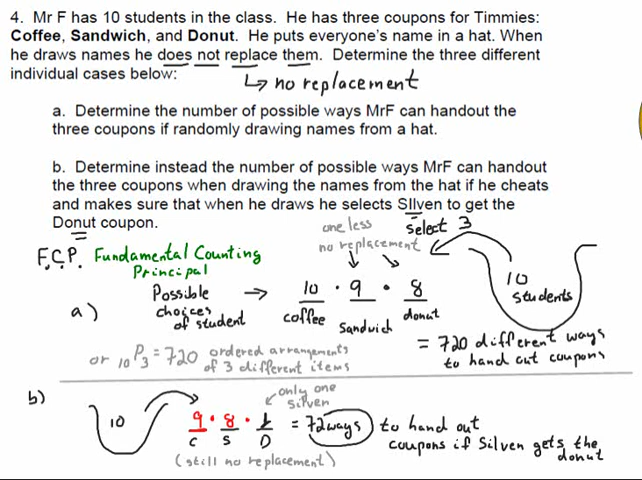 4. Mr F has 10 students in the class. He has three coupons for Timmies:
Coffee, Sandwich, and Donut. He puts everyone's name in a hat. When
he draws names he does not replace them. Determine the three different
individual cases below:
↳ no replacement
a. Determine the number of possible ways MrF can handout the
three coupons if randomly drawing names from a hat.
b. Determine instead the number of possible ways MrF can handout
the three coupons when drawing the names from the hat if he cheats
and makes sure that when he draws he selects SIlven to get the
Donut coupon.
one less
no replacement
select 3
F.C.P. Fundamental Counting
Principal
10
students
a)
Possible
choices
of student
→ 10 · 9 · 8
coffee Sandwich donut
= 720 different ways
to hand out coupons
or 10P3 = 720 ordered arrangements
of 3 different items
b)
only one
silven
10
9 · 8 · 1 = 72 ways to hand out
C S D
coupons if Silven gets the
donut
(still no replacement)